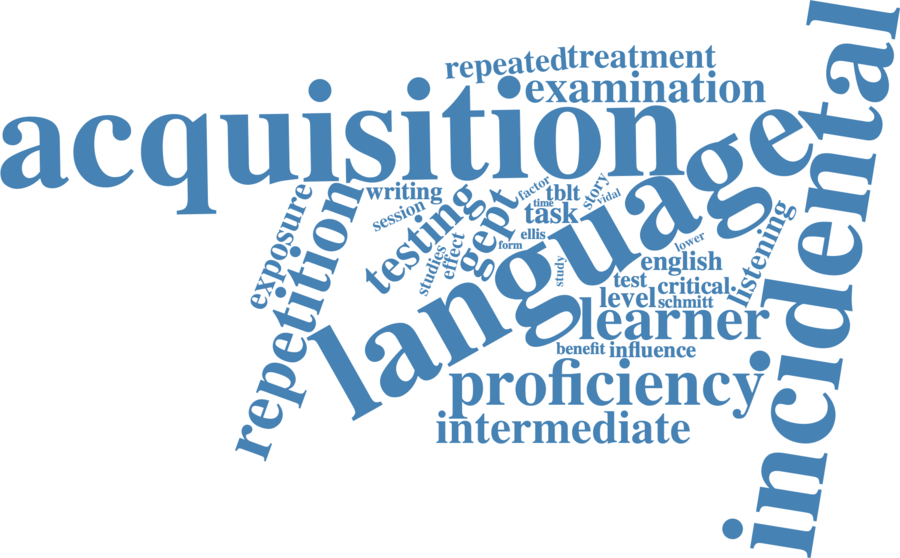 repeated
treatment
examination
acquisition
incidental
language
repetition
exposure
writing
session
testing
gept
factor
tblt
time
story
vidal
task
ellis
form
effect
studies
study
lower
english
listening
test
critical
level
schmitt
learner
benefit
influence
proficiency
intermediate